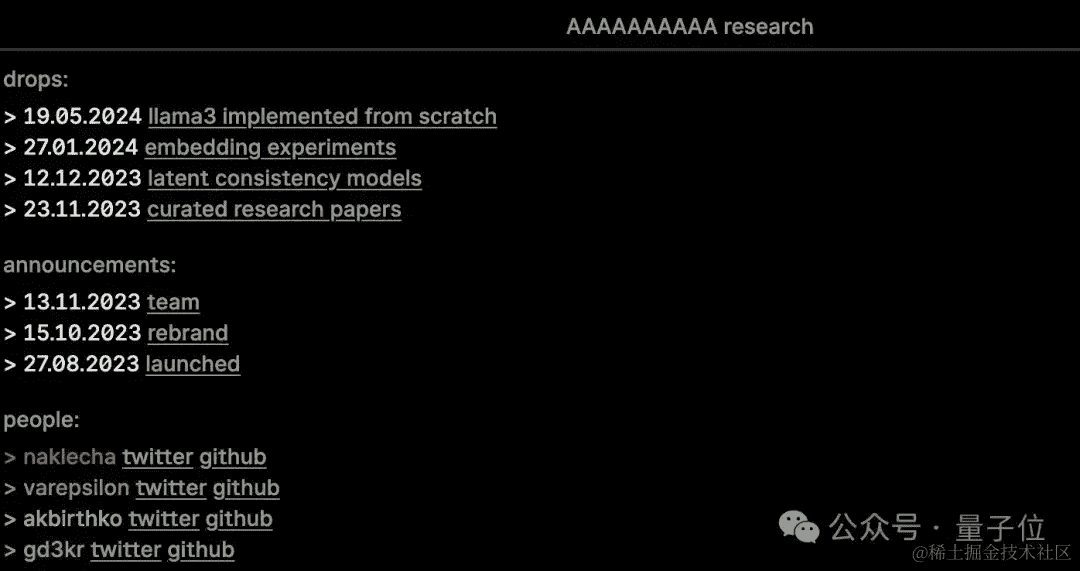 AAAAAAAAAA research
drops:
> 19.05.2024 llama3 implemented from scratch
> 27.01.2024 embedding experiments
> 12.12.2023 latent consistency models
> 23.11.2023 curated research papers
announcements:
> 13.11.2023 team
> 15.10.2023 rebrand
> 27.08.2023 launched
people:
> naklecha twitter github
> varepsilon twitter github
> akbirthko twitter github
> gd3kr twitter github
公众号 · 量子位
@稀土掘金技术社区